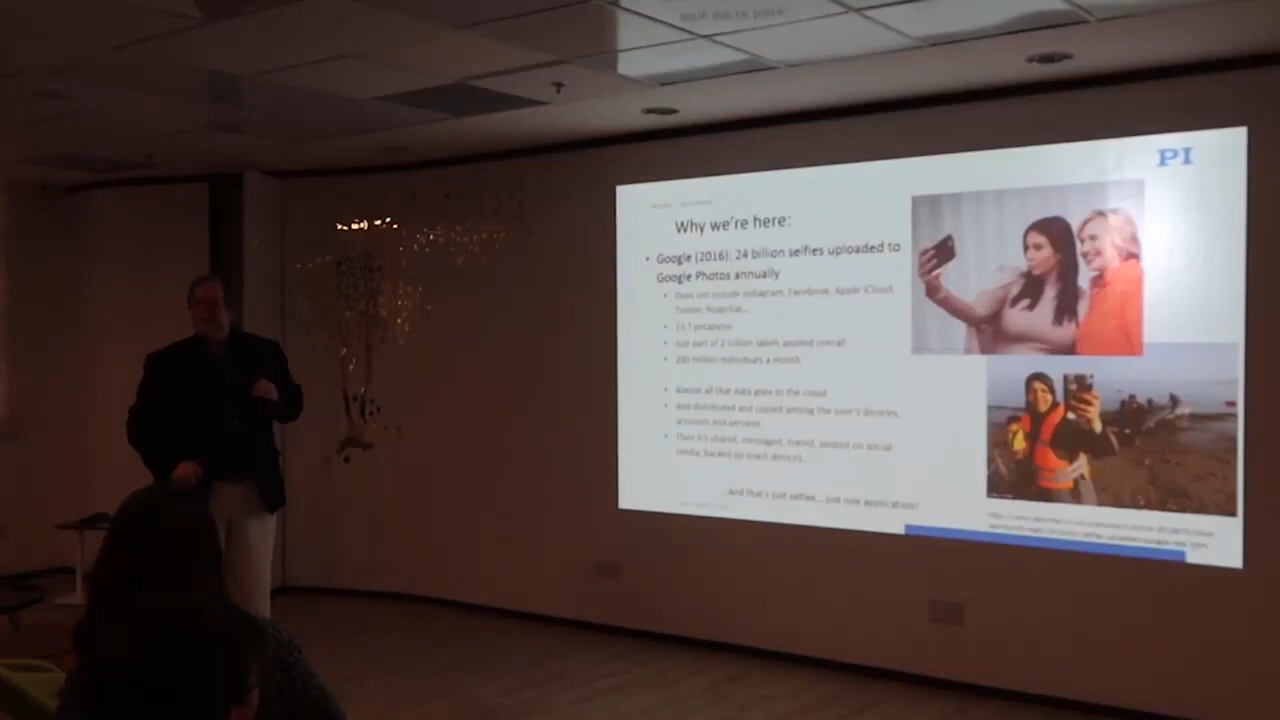 PI
Why we're here:
• Google (2016): 24 billion selfies uploaded to
Google Photos annually
• Does not include Instagram, Facebook, Apple iCloud,
Twitter, Snapchat...
• 13.7 petabytes
• Just part of 2 trillion labels applied overall
• 200 million individuals a month
• Almost all that data goes to the cloud
• And distributed and copied among the user's devices,
accounts and services
• Then it's shared, messaged, posted on social
media, backed up (each device)...
...And that's just selfies... just one application!